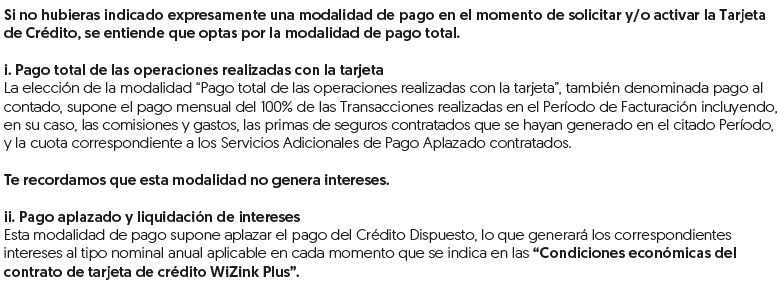 Si no hubieras indicado expresamente una modalidad de pago en el momento de solicitar y/o activar la Tarjeta
de Crédito, se entiende que optas por la modalidad de pago total.
i. Pago total de las operaciones realizadas con la tarjeta
La elección de la modalidad “Pago total de las operaciones realizadas con la tarjeta”, también denominada pago al
contado, supone el pago mensual del 100% de las Transacciones realizadas en el Período de Facturación incluyendo,
en su caso, las comisiones y gastos, las primas de seguros contratados que se hayan generado en el citado Período,
y la cuota correspondiente a los Servicios Adicionales de Pago Aplazado contratados.
Te recordamos que esta modalidad no genera intereses.
ii. Pago aplazado y liquidación de intereses
Esta modalidad de pago supone aplazar el pago del Crédito Dispuesto, lo que generará los correspondientes
intereses al tipo nominal anual aplicable en cada momento que se indica en las “Condiciones económicas del
contrato de tarjeta de crédito WiZink Plus”.